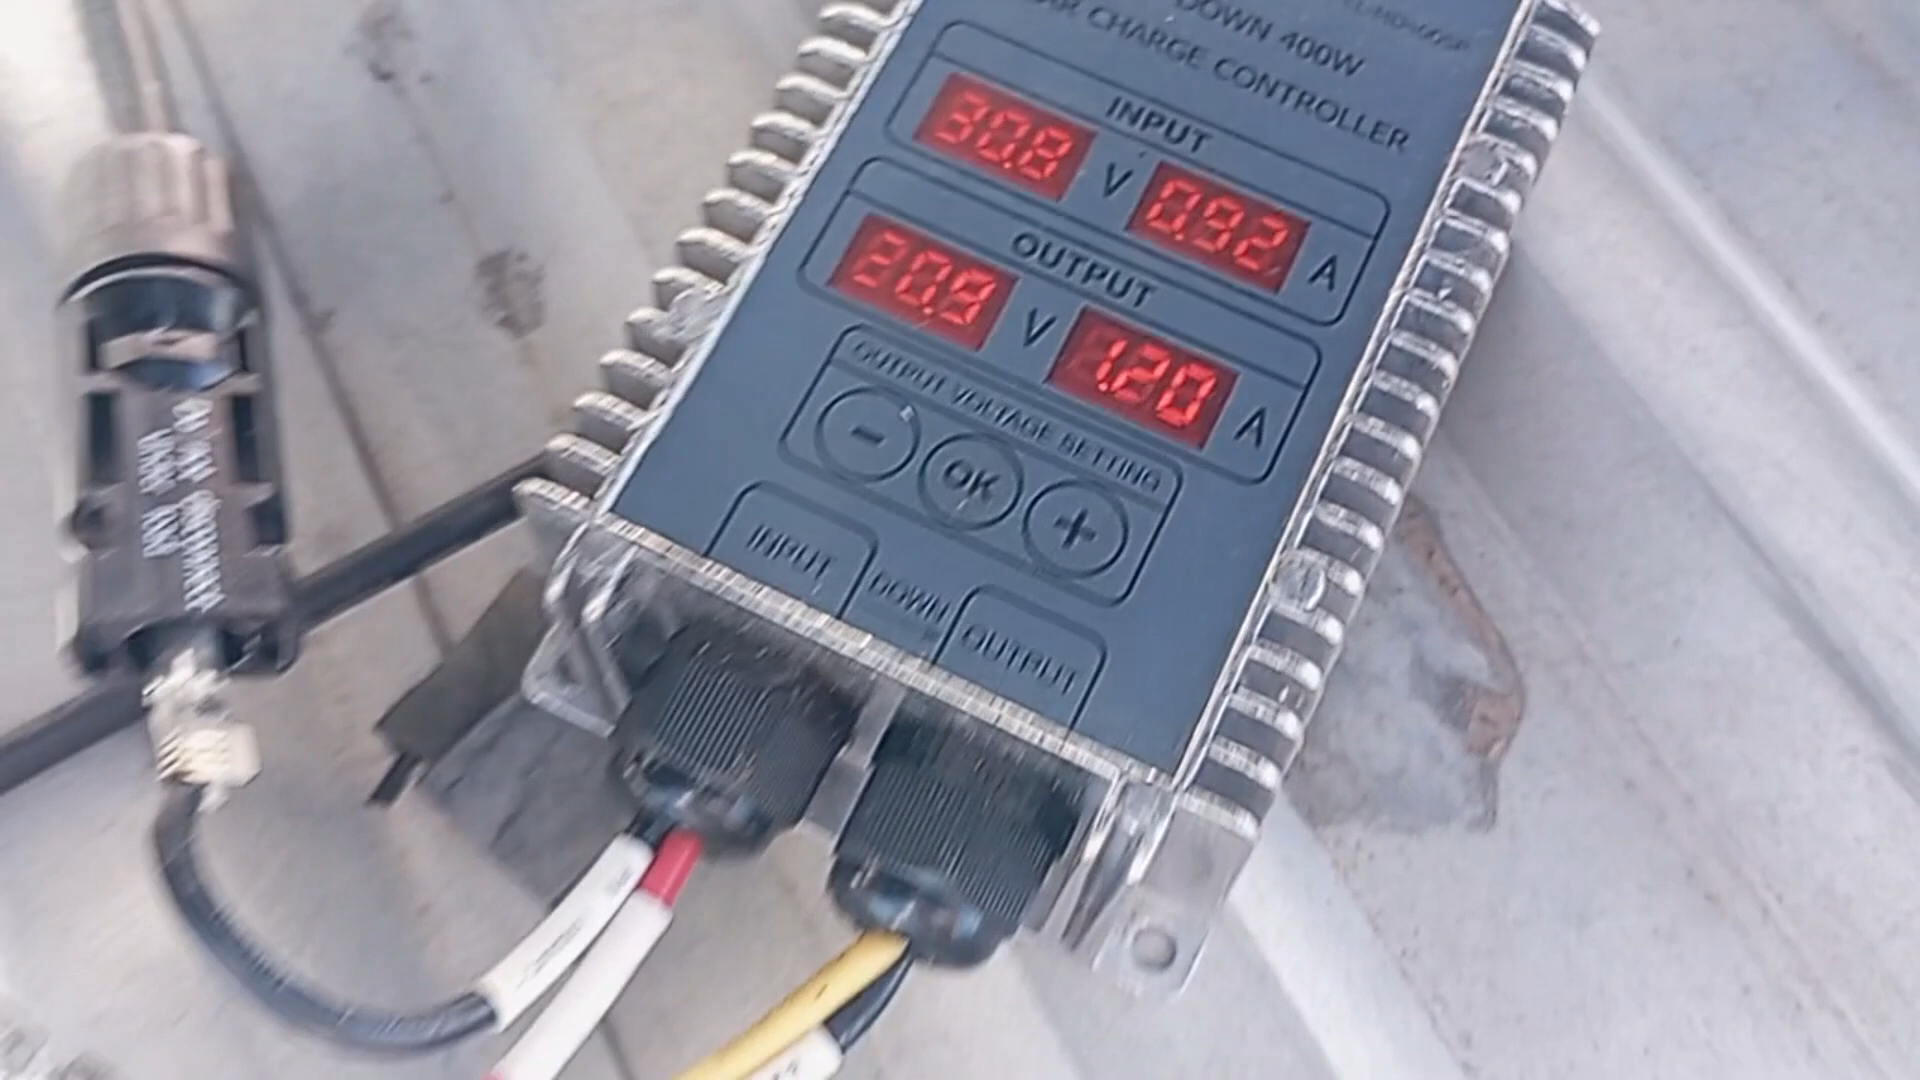 DOWN 400W
CHARGE CONTROLLER
INPUT
30.8 V 0.92 A
OUTPUT
20.9 V 1.20 A
OUTPUT VOLTAGE SETTING
- OK +
INPUT DOWN OUTPUT